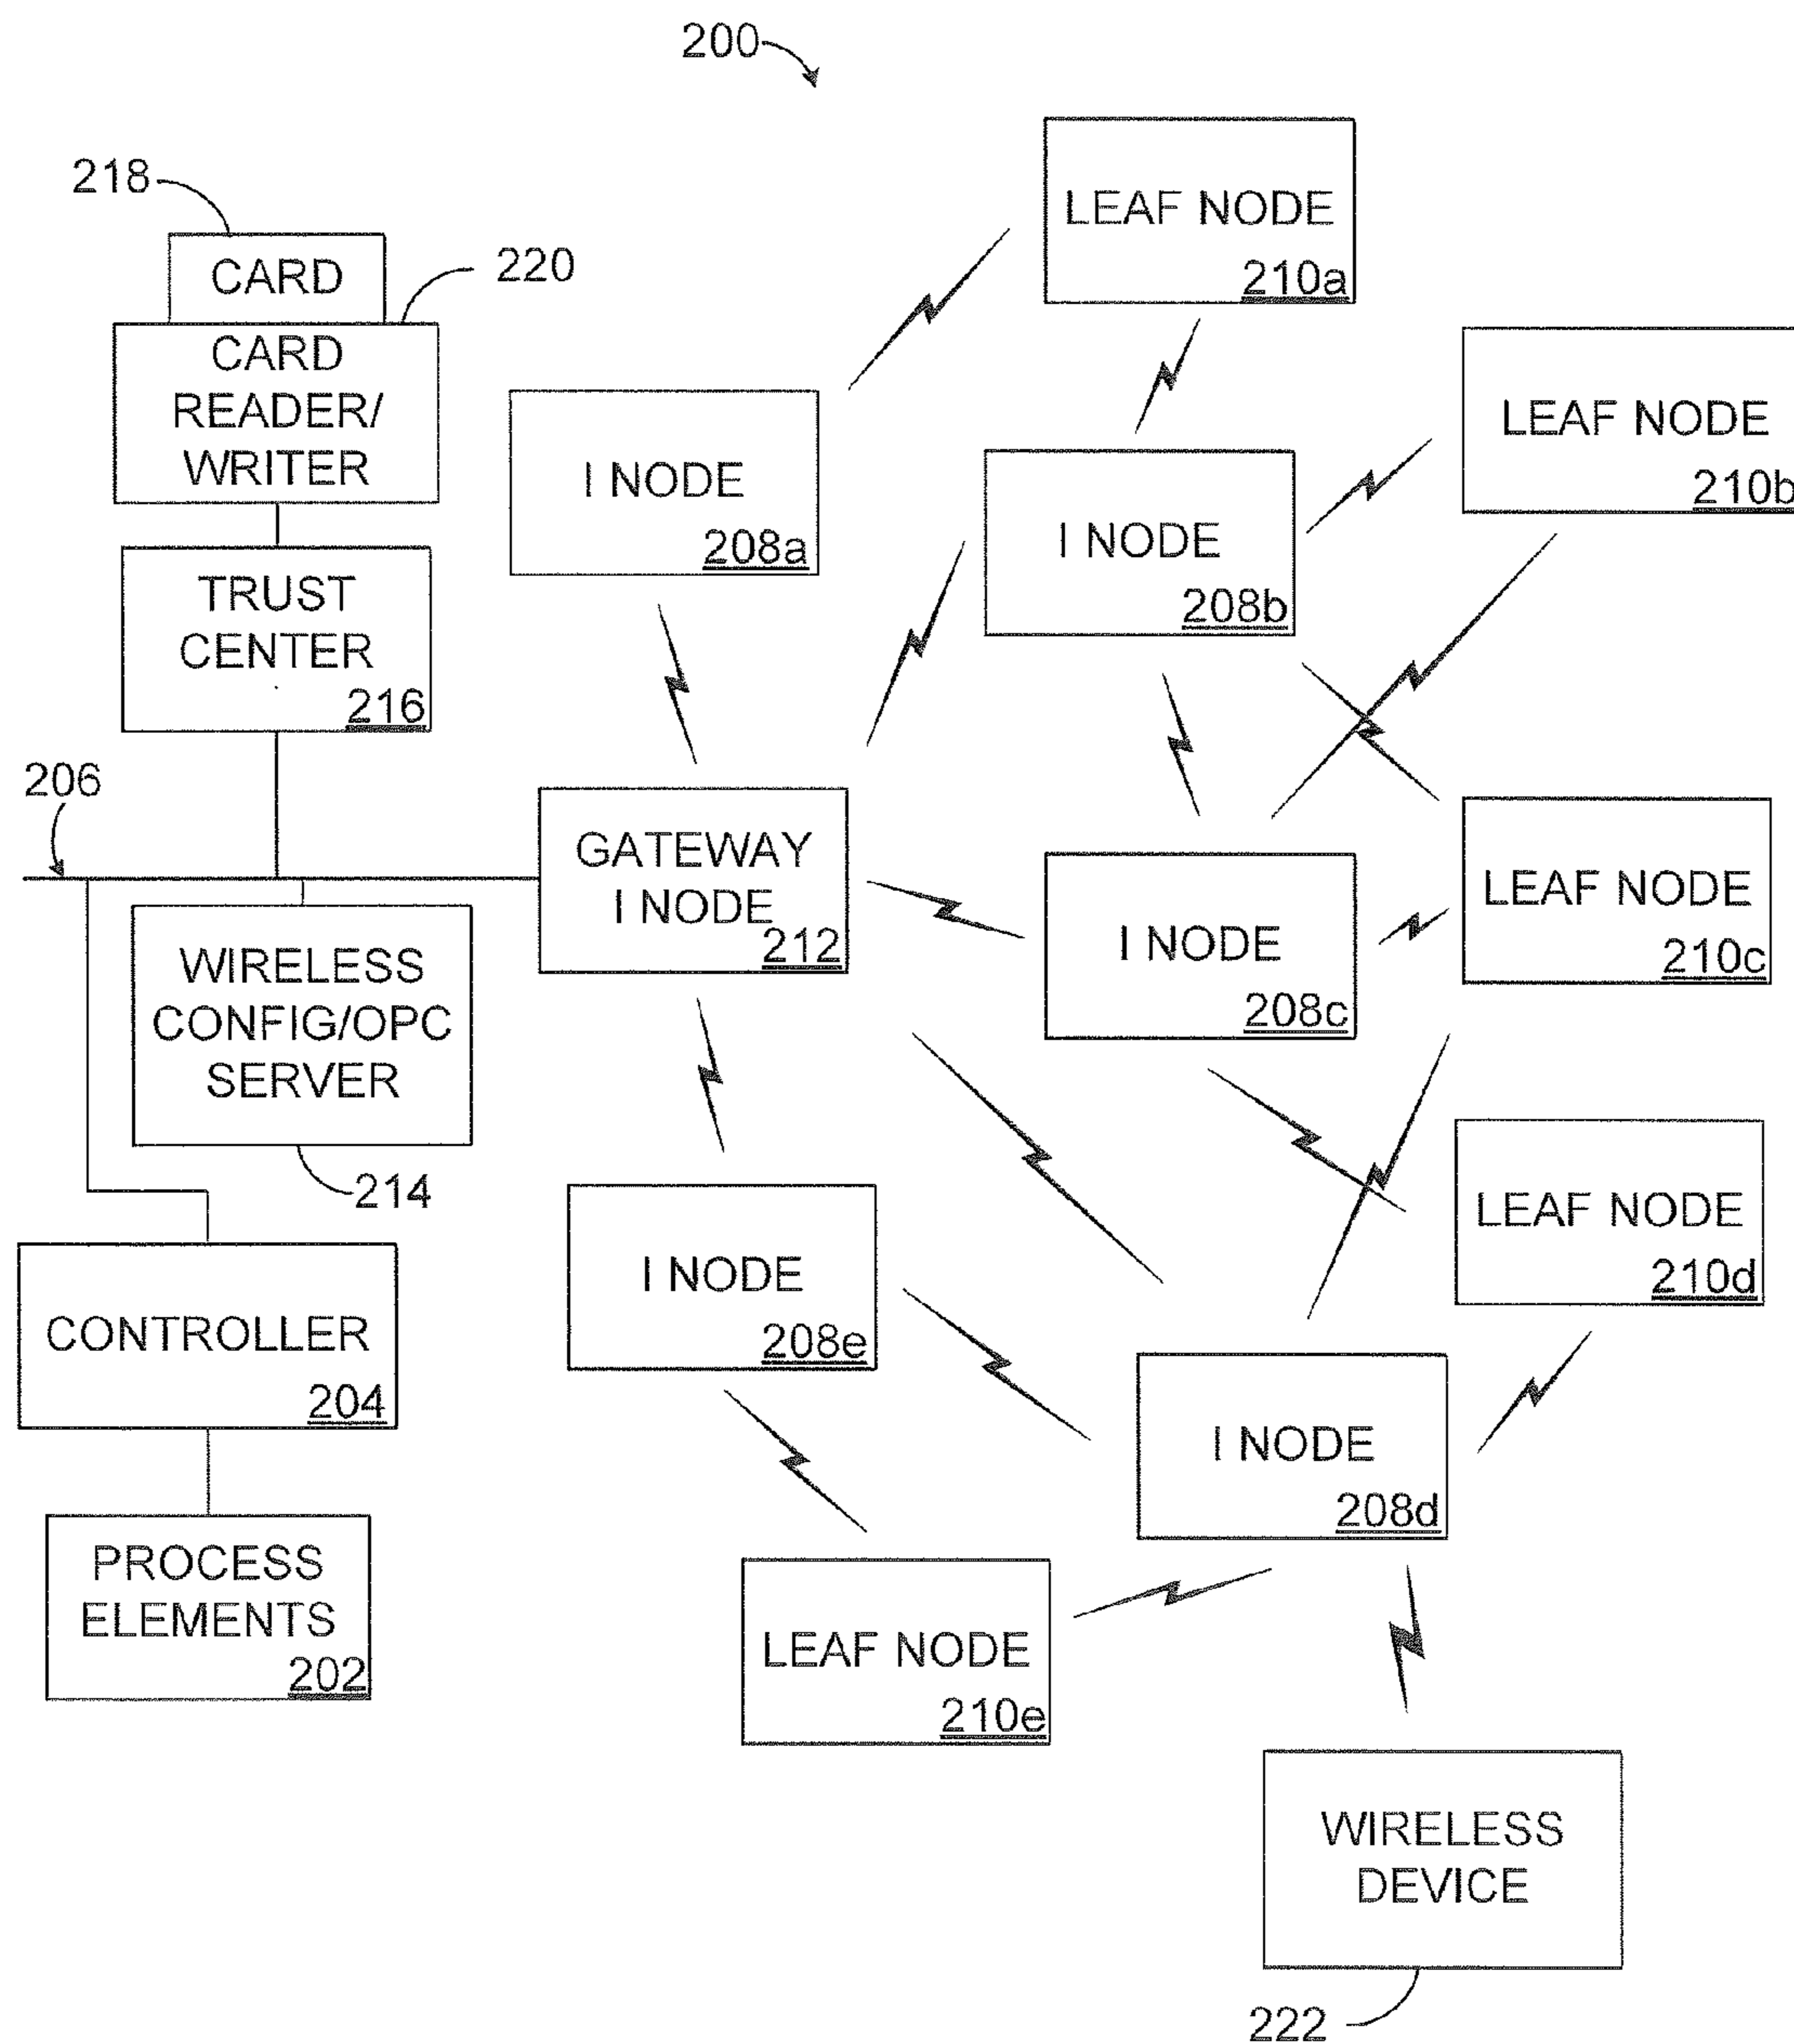 200
218
CARD
220
CARD
READER/
WRITER
TRUST
CENTER
216
206
WIRELESS
CONFIG/OPC
SERVER
214
CONTROLLER
204
PROCESS
ELEMENTS
202
I NODE
208a
GATEWAY
I NODE
212
I NODE
208e
LEAF NODE
210e
LEAF NODE
210a
I NODE
208b
I NODE
208c
I NODE
208d
LEAF NODE
210b
LEAF NODE
210c
LEAF NODE
210d
WIRELESS
DEVICE
222